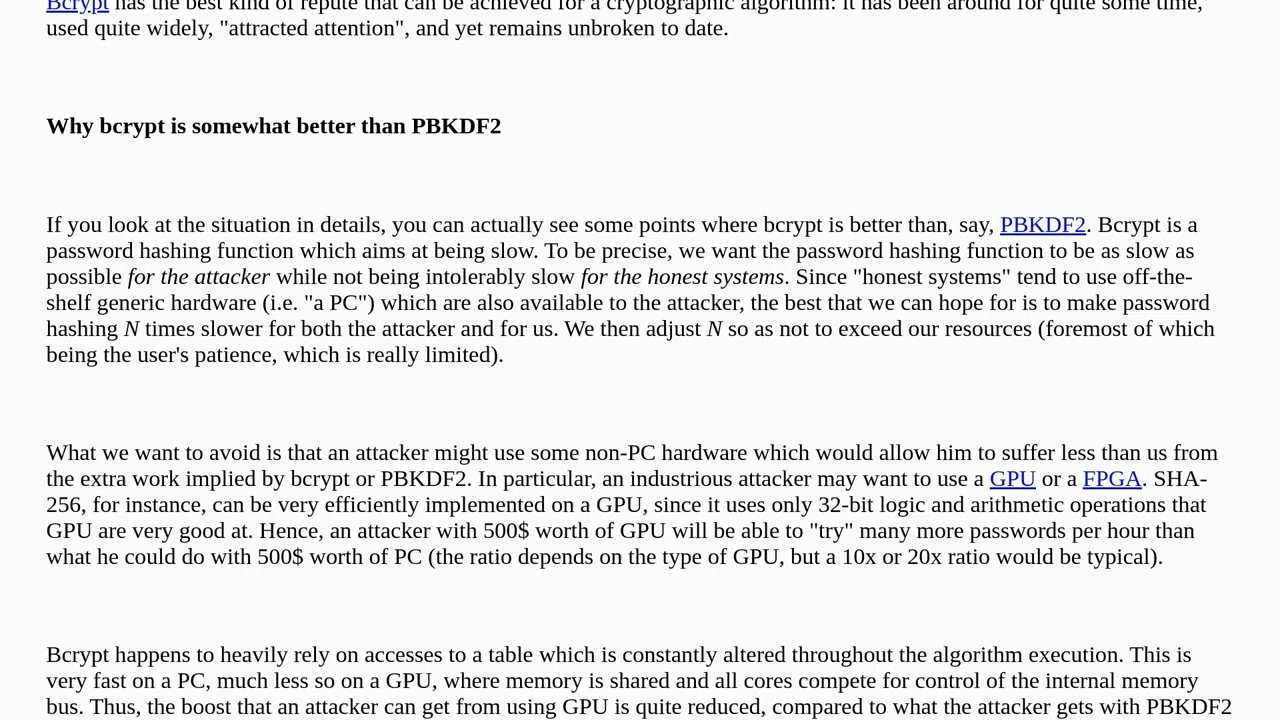 Bcrypt has the best kind of repute that can be achieved for a cryptographic algorithm: it has been around for quite some time,
used quite widely, "attracted attention", and yet remains unbroken to date.
Why bcrypt is somewhat better than PBKDF2
If you look at the situation in details, you can actually see some points where bcrypt is better than, say, PBKDF2. Bcrypt is a
password hashing function which aims at being slow. To be precise, we want the password hashing function to be as slow as
possible for the attacker while not being intolerably slow for the honest systems. Since "honest systems" tend to use off-the-
shelf generic hardware (i.e. "a PC") which are also available to the attacker, the best that we can hope for is to make password
hashing N times slower for both the attacker and for us. We then adjust N so as not to exceed our resources (foremost of which
being the user's patience, which is really limited).
What we want to avoid is that an attacker might use some non-PC hardware which would allow him to suffer less than us from
the extra work implied by bcrypt or PBKDF2. In particular, an industrious attacker may want to use a GPU or a FPGA. SHA-
256, for instance, can be very efficiently implemented on a GPU, since it uses only 32-bit logic and arithmetic operations that
GPU are very good at. Hence, an attacker with 500$ worth of GPU will be able to "try" many more passwords per hour than
what he could do with 500$ worth of PC (the ratio depends on the type of GPU, but a 10x or 20x ratio would be typical).
Bcrypt happens to heavily rely on accesses to a table which is constantly altered throughout the algorithm execution. This is
very fast on a PC, much less so on a GPU, where memory is shared and all cores compete for control of the internal memory
bus. Thus, the boost that an attacker can get from using GPU is quite reduced, compared to what the attacker gets with PBKDF2